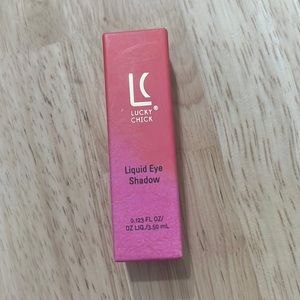 LC
LUCKY®
CHICK
Liquid Eye
Shadow
0.123 FL OZ/
OZ LIQ./3.50 mL